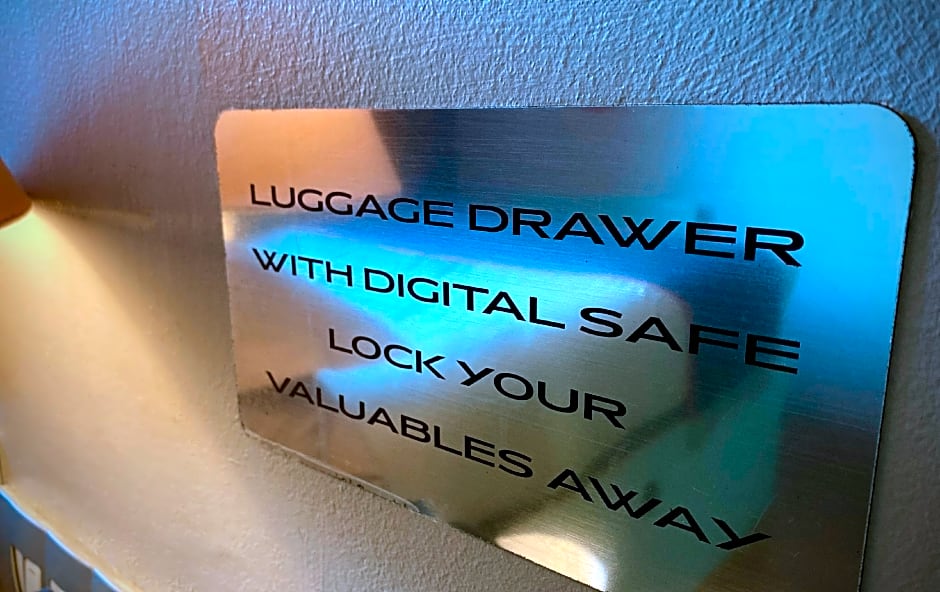 LUGGAGE DRAWER
WITH DIGITAL SAFE
LOCK YOUR
VALUABLES AWAY